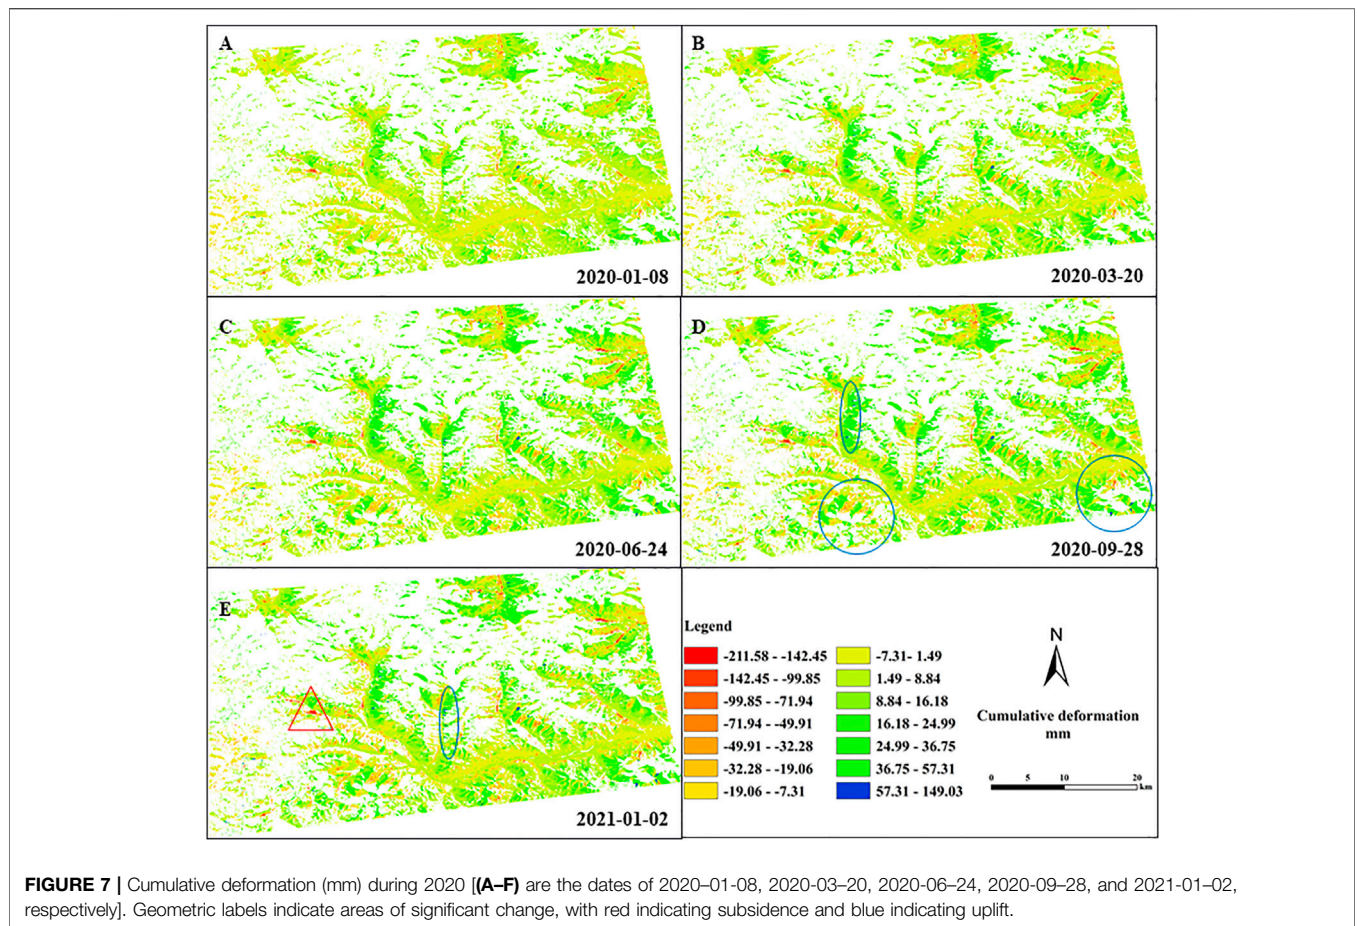 A
B
2020-01-08
2020-03-20
C
D
2020-06-24
2020-09-28
E
2021-01-02
Legend
-211.58 - -142.45
-142.45 - -99.85
-99.85 - -71.94
-71.94 - -49.91
-49.91 - -32.28
-32.28 - -19.06
-19.06 - -7.31
-7.31- 1.49
1.49 - 8.84
8.84 - 16.18
16.18 - 24.99
24.99 - 36.75
36.75 - 57.31
57.31 - 149.03
N
Cumulative deformation
mm
0 5 10 20
km
FIGURE 7 | Cumulative deformation (mm) during 2020 [(A–F) are the dates of 2020–01-08, 2020-03–20, 2020-06–24, 2020-09–28, and 2021-01–02,
respectively]. Geometric labels indicate areas of significant change, with red indicating subsidence and blue indicating uplift.